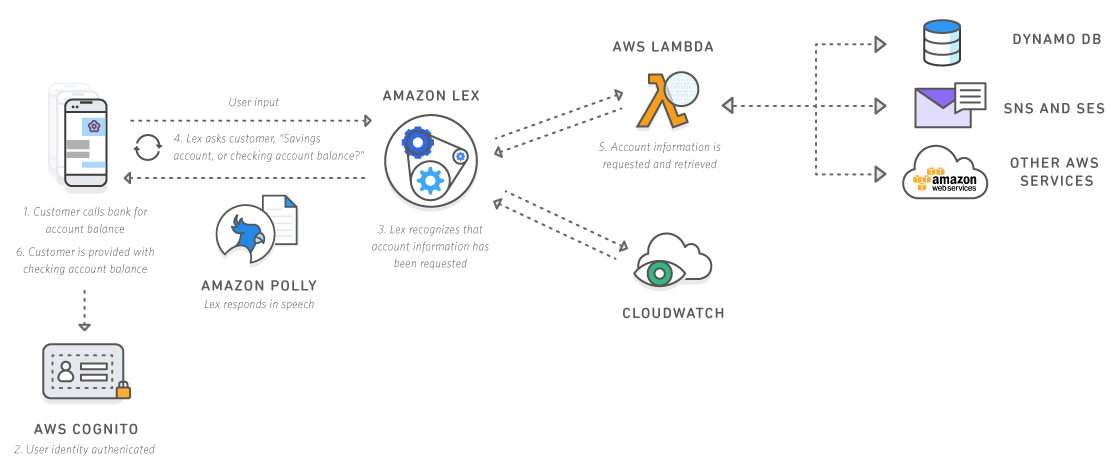 AWS LAMBDA
DYNAMO DB
AMAZON LEX
User input
4. Lex asks customer, “Savings
account, or checking account balance?”
SNS AND SES
5. Account information is
requested and retrieved
OTHER AWS
SERVICES
amazon
web services
1. Customer calls bank for
account balance
6. Customer is provided with
checking account balance
3. Lex recognizes that
account information has
been requested
AMAZON POLLY
Lex responds in speech
CLOUDWATCH
AWS COGNITO
2. User identity authenicated